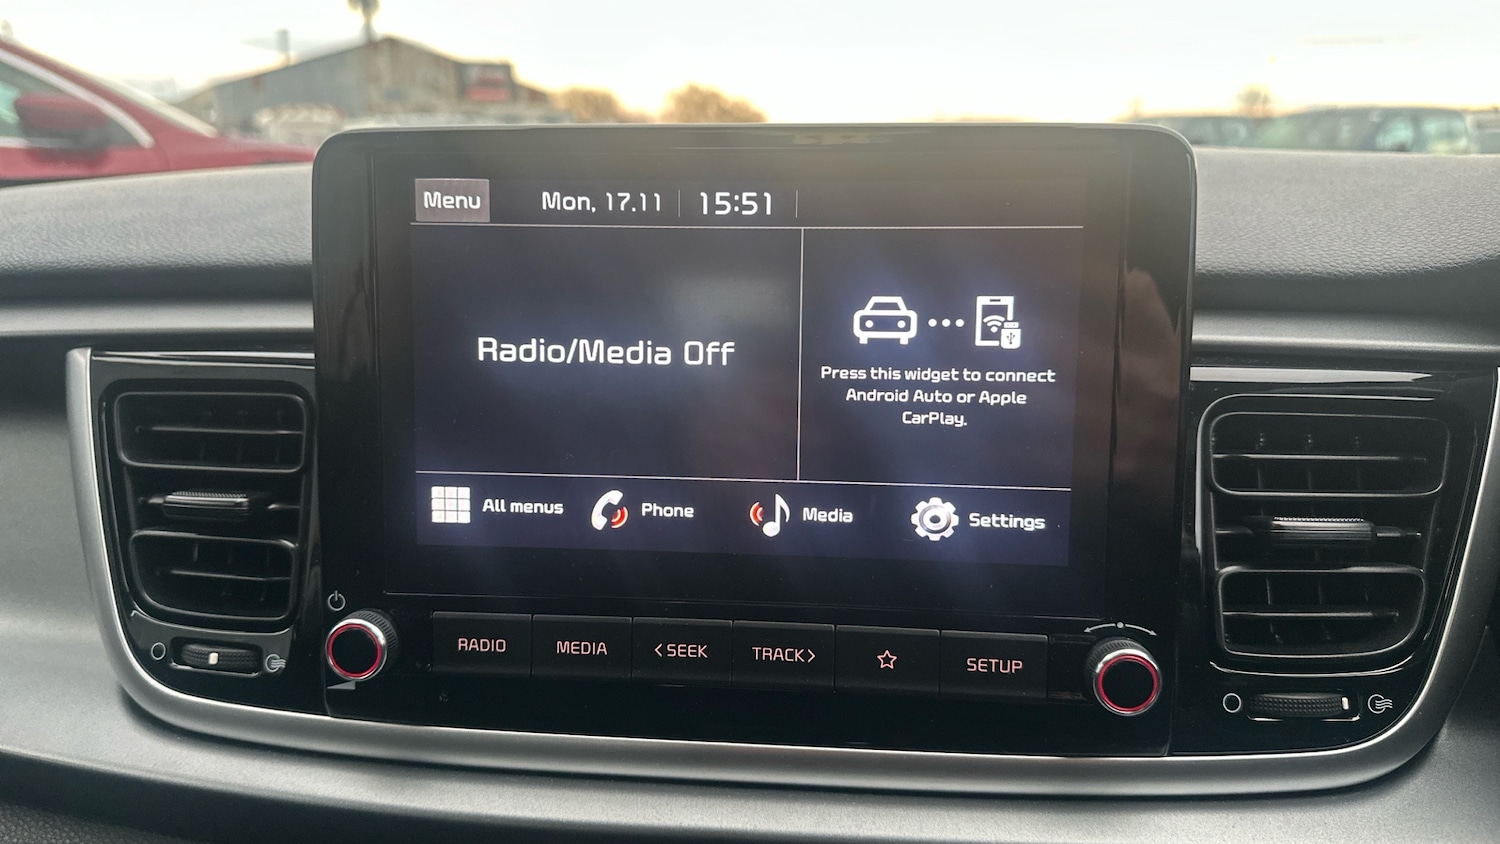 Menu Mon, 17.11 15:51
Radio/Media Off
Press this widget to connect
Android Auto or Apple
CarPlay.
All menus Phone Media Settings
RADIO MEDIA <SEEK TRACK> SETUP